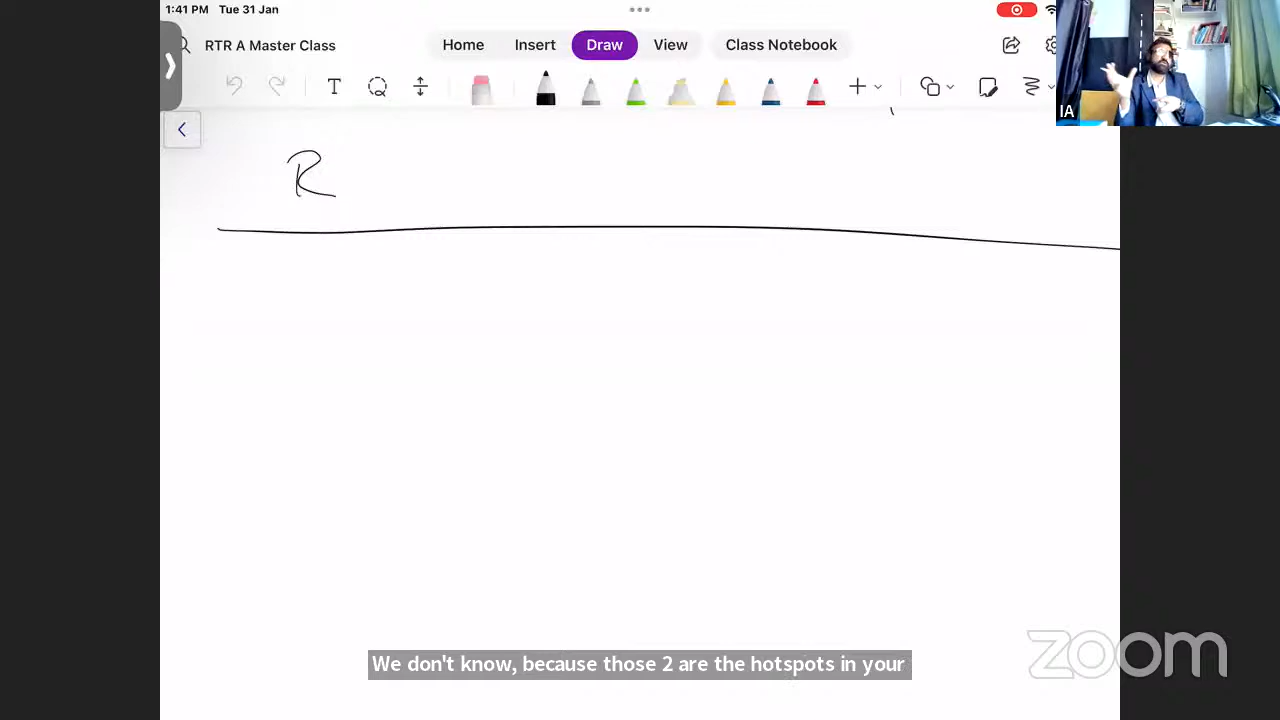 1:41 PM Tue 31 Jan
RTR A Master Class
Home Insert Draw View Class Notebook
T
IA
R
We don't know, because those 2 are the hotspots in your
zoom